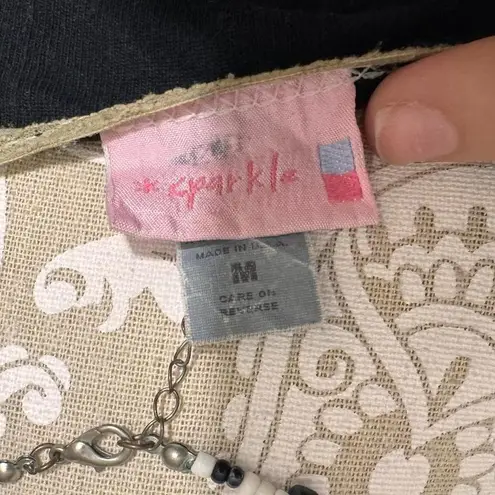 sparkle
MADE IN U.S.A.
M
CARE ON
REVERSE